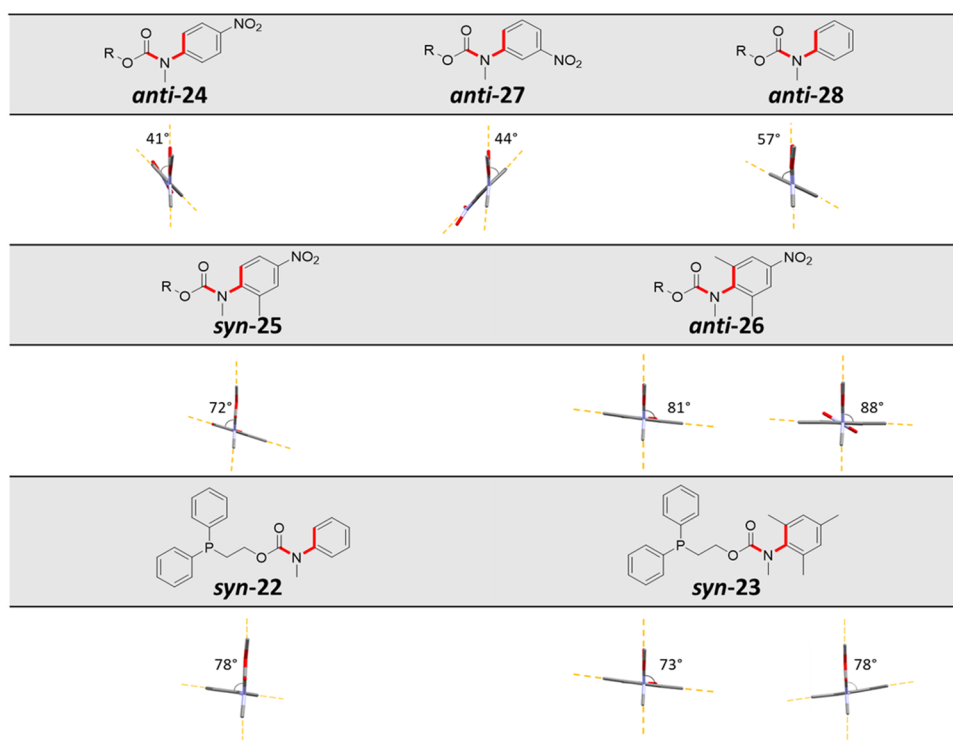 O NO₂ R O N
anti-24
O R O N NO₂
anti-27
O R O N
anti-28
41° 44° 57°
O NO₂ R O N
syn-25
O NO₂ R O N
anti-26
72° 81° 88°
P O O N
syn-22
P O O N
syn-23
78° 73° 78°